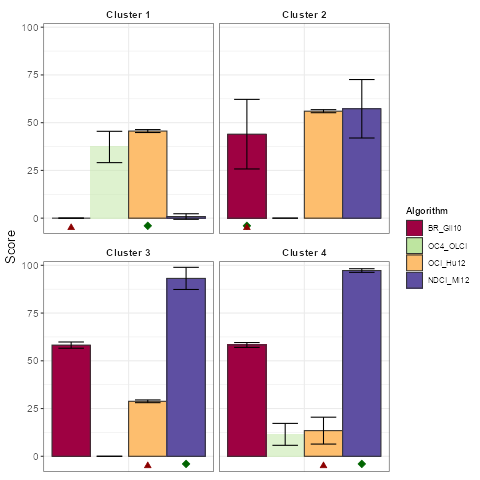 Cluster 1
Cluster 2
100
75
50
25
0
Cluster 3
Cluster 4
100
75
50
25
0
Score
Algorithm
BR_Gil10
OC4_OLCI
OCI_Hu12
NDCI_Mi12